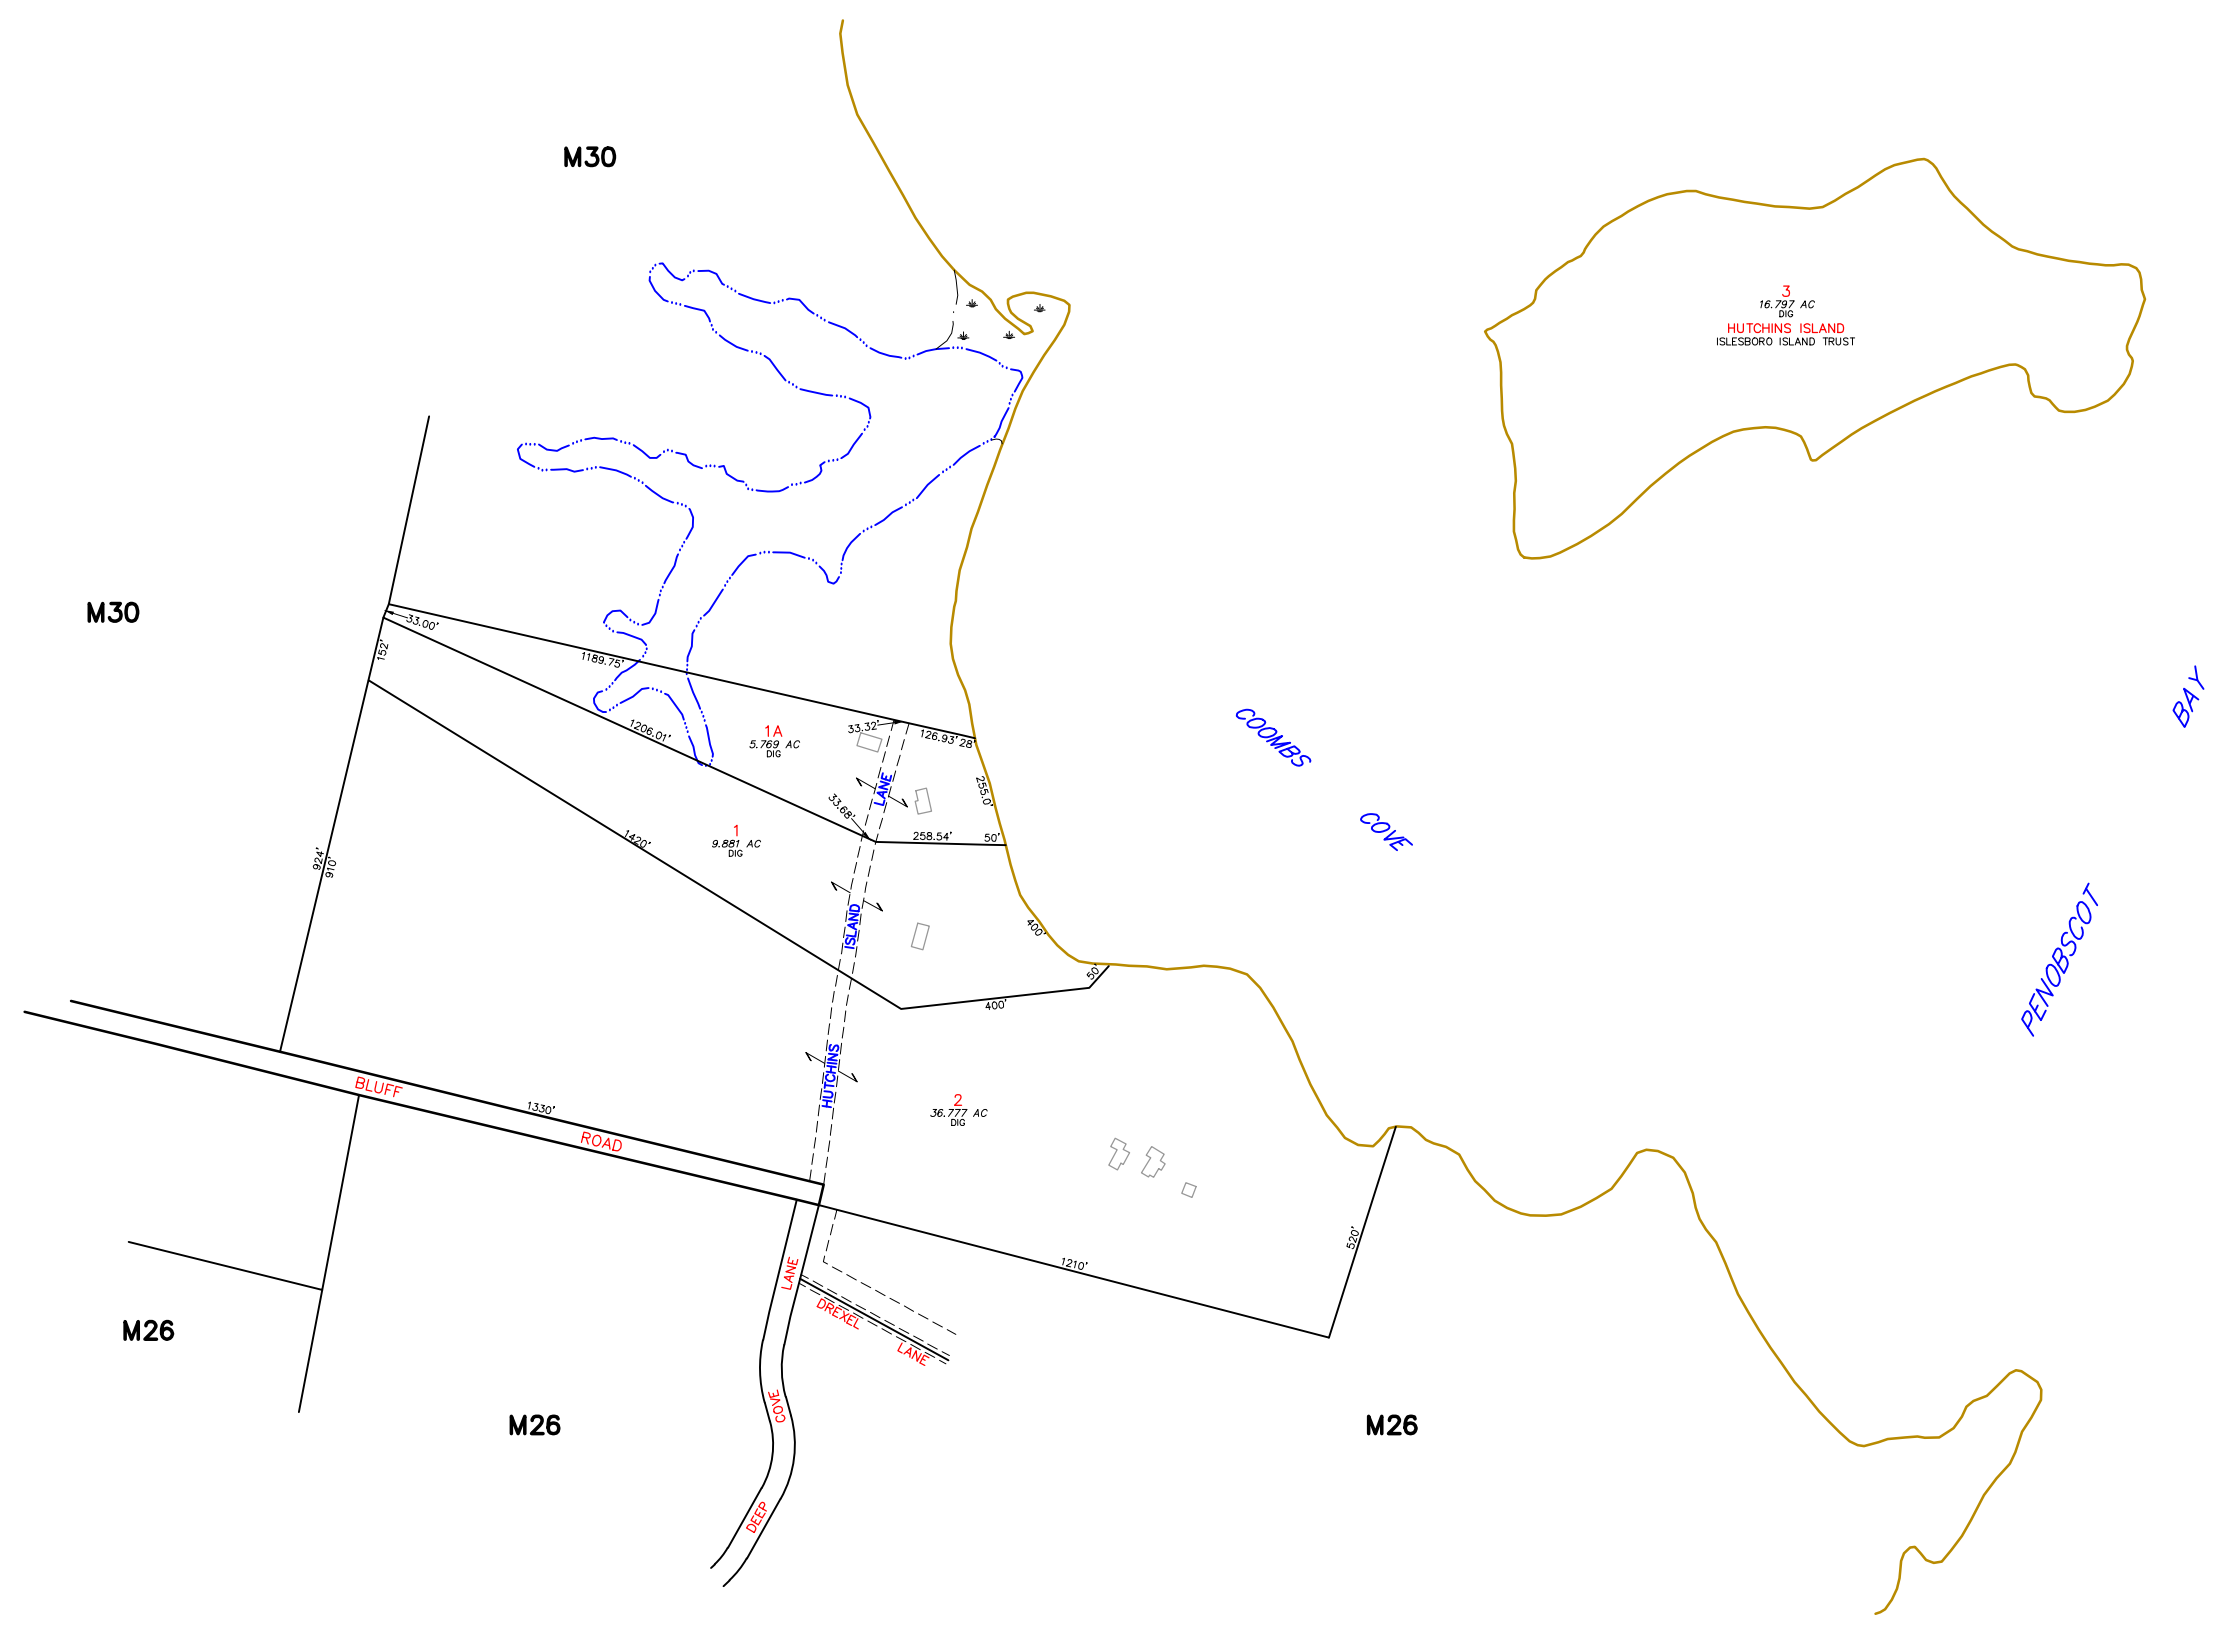 M30
3
16.797 AC
DIG
HUTCHINS ISLAND
ISLESBORO ISLAND TRUST
M30
33.00'
152'
1189.75'
1206.01'
1A
5.769 AC
DIG
33.32'
126.93'
28'
255.0'
LANE
33.68'
258.54'
50'
1
9.881 AC
DIG
1420'
924'
910'
ISLAND
400'
50'
400'
HUTCHINS
COOMBS
COVE
PENOBSCOT
BAY
2
36.777 AC
DIG
BLUFF
ROAD
1330'
1210'
520'
LANE
DREXEL
LANE
COVE
DEEP
M26
M26
M26